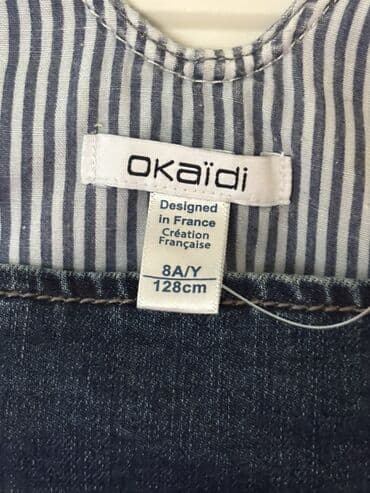 okaïdi
Designed
in France
Création
Française
8A/Y
128cm